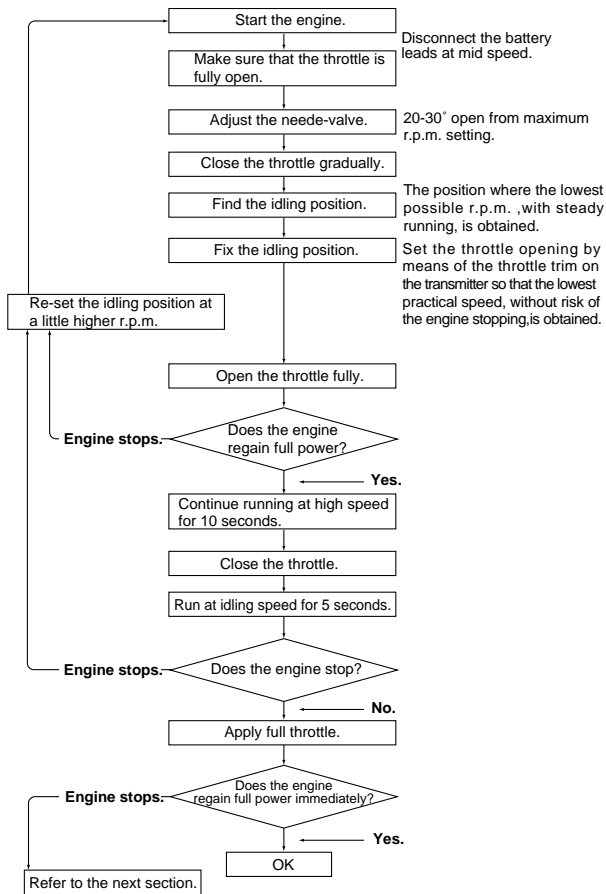 Start the engine.
Disconnect the battery
leads at mid speed.
Make sure that the throttle is
fully open.
Adjust the neede-valve.
20-30˚ open from maximum
r.p.m. setting.
Close the throttle gradually.
Find the idling position.
The position where the lowest
possible r.p.m. ,with steady
running, is obtained.
Fix the idling position.
Set the throttle opening by
means of the throttle trim on
the transmitter so that the lowest
practical speed, without risk of
the engine stopping,is obtained.
Re-set the idling position at
a little higher r.p.m.
Open the throttle fully.
Engine stops.
Does the engine
regain full power?
Yes.
Continue running at high speed
for 10 seconds.
Close the throttle.
Run at idling speed for 5 seconds.
Engine stops.
Does the engine stop?
No.
Apply full throttle.
Engine stops.
Does the engine
regain full power immediately?
Yes.
OK
Refer to the next section.